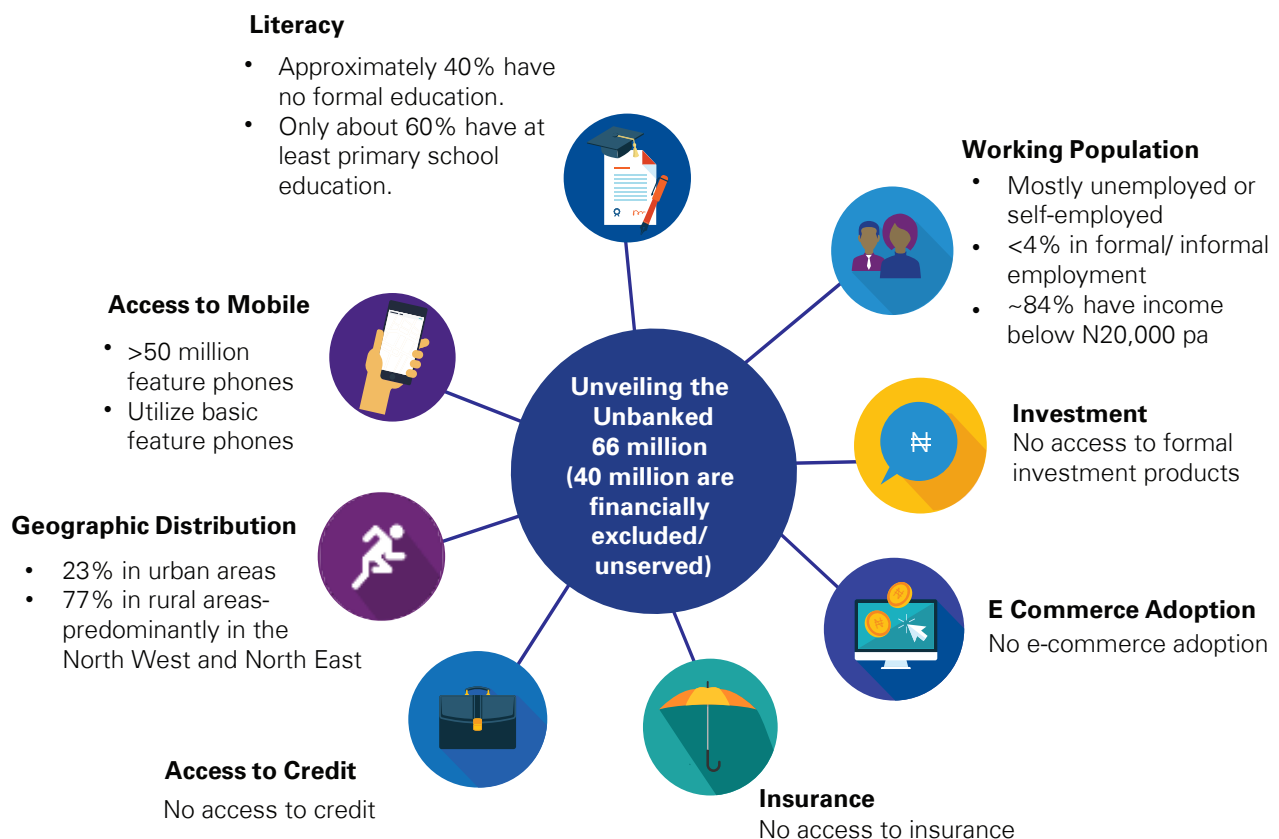 Literacy
• Approximately 40% have
no formal education.
• Only about 60% have at
least primary school
education.
Working Population
• Mostly unemployed or
self-employed
• <4% in formal/ informal
employment
• ~84% have income
below N20,000 pa
Access to Mobile
• >50 million
feature phones
• Utilize basic
feature phones
Unveiling the
Unbanked
66 million
(40 million are
financially
excluded/
unserved)
Investment
No access to formal
investment products
₦
Geographic Distribution
• 23% in urban areas
• 77% in rural areas-
predominantly in the
North West and North East
E Commerce Adoption
No e-commerce adoption
₦
₦
Access to Credit
No access to credit
Insurance
No access to insurance